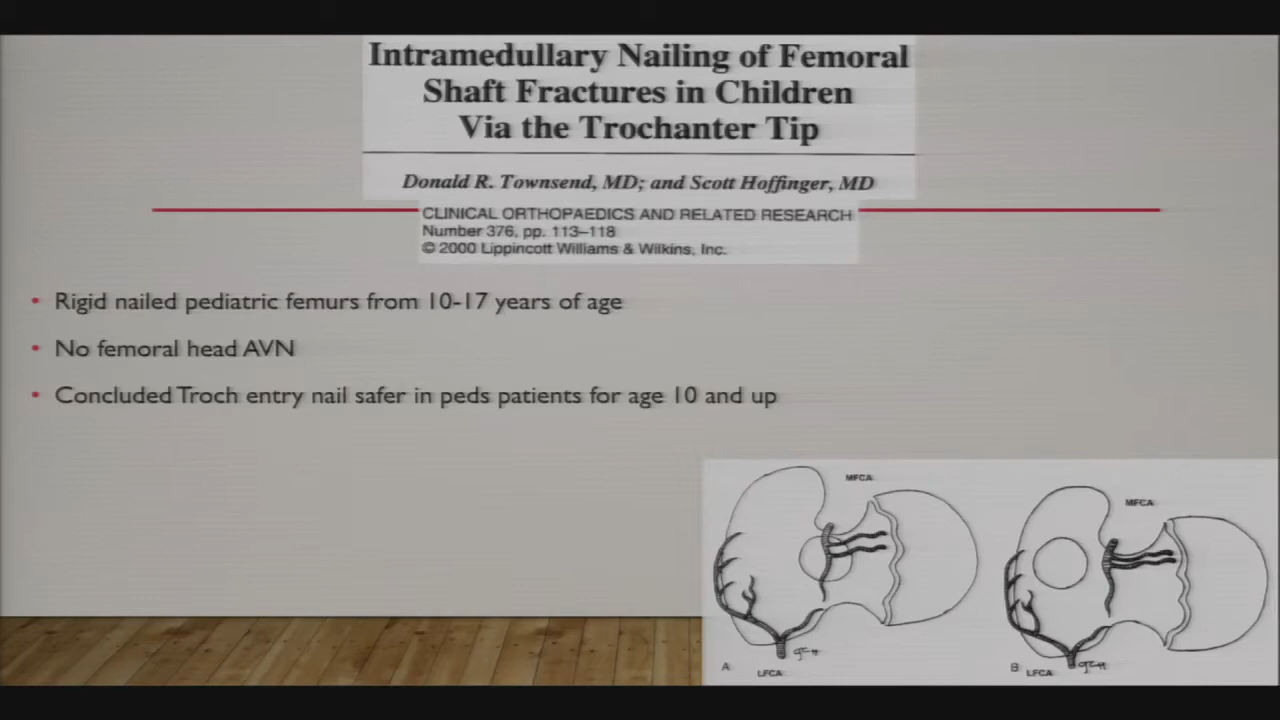 Intramedullary Nailing of Femoral
Shaft Fractures in Children
Via the Trochanter Tip
Donald R. Townsend, MD; and Scott Hoffinger, MD
CLINICAL ORTHOPAEDICS AND RELATED RESEARCH
Number 376, pp. 113–118
© 2000 Lippincott Williams & Wilkins, Inc.
• Rigid nailed pediatric femurs from 10-17 years of age
• No femoral head AVN
• Concluded Troch entry nail safer in peds patients for age 10 and up
MFCA
MFCA
A
LFCA
B
LFCA